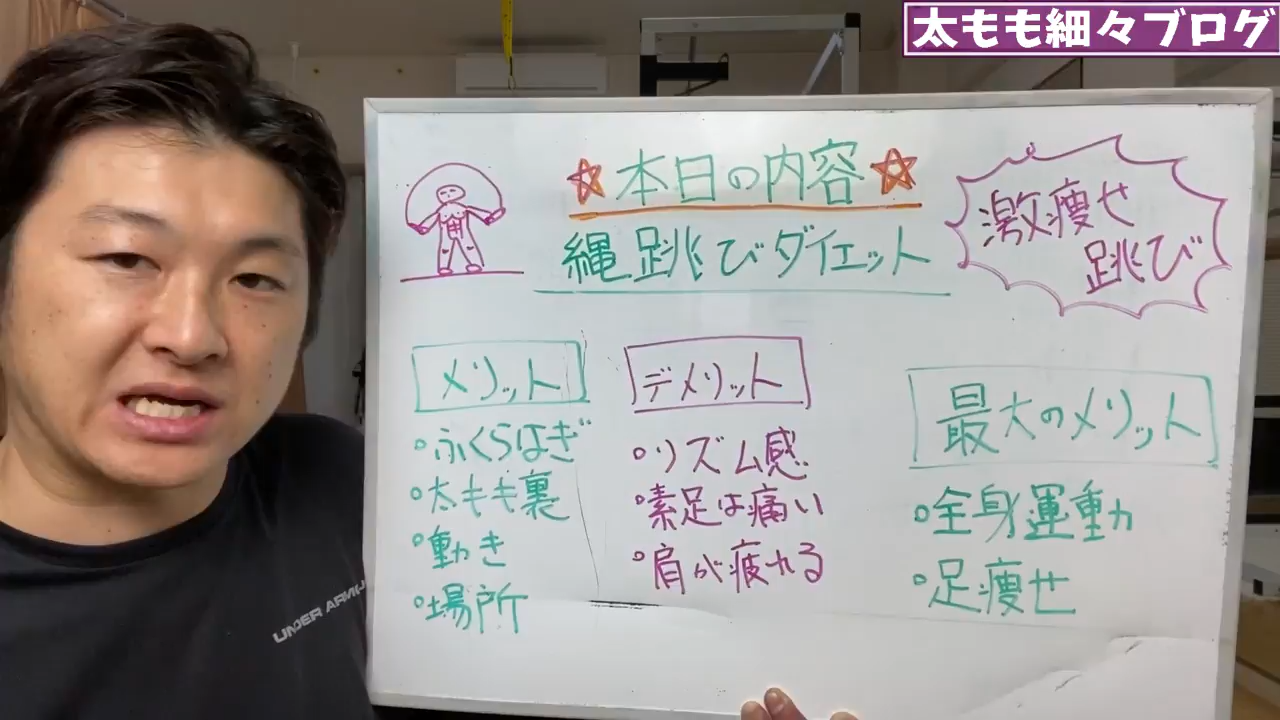 太もも細々ブログ
☆本日の内容☆
縄跳びダイエット
激痩せ
跳び
メリット
・ふくらはぎ
・太もも裏
・動き
・場所
デメリット
・リズム感
・素足は痛い
・肩が疲れる
最大のメリット
・全身運動
・足痩せ
UNDER ARMOUR